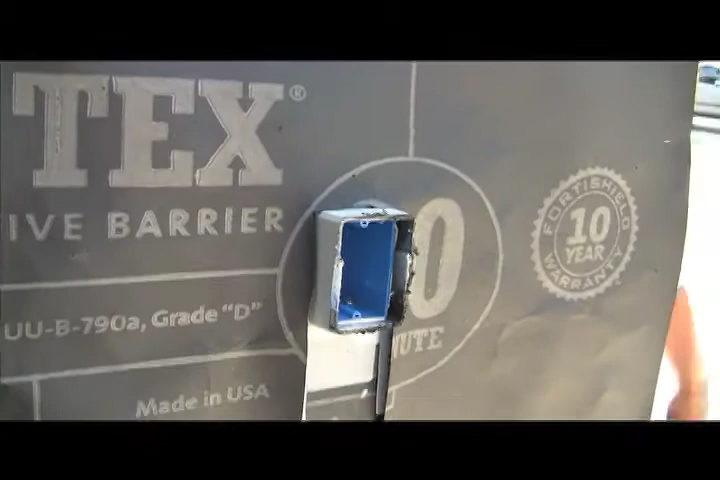 TEX®
IVE BARRIER
UU-B-790a, Grade "D"
Made in USA
0
NUTE
FORTISHIELD
10
YEAR
WARRANTY